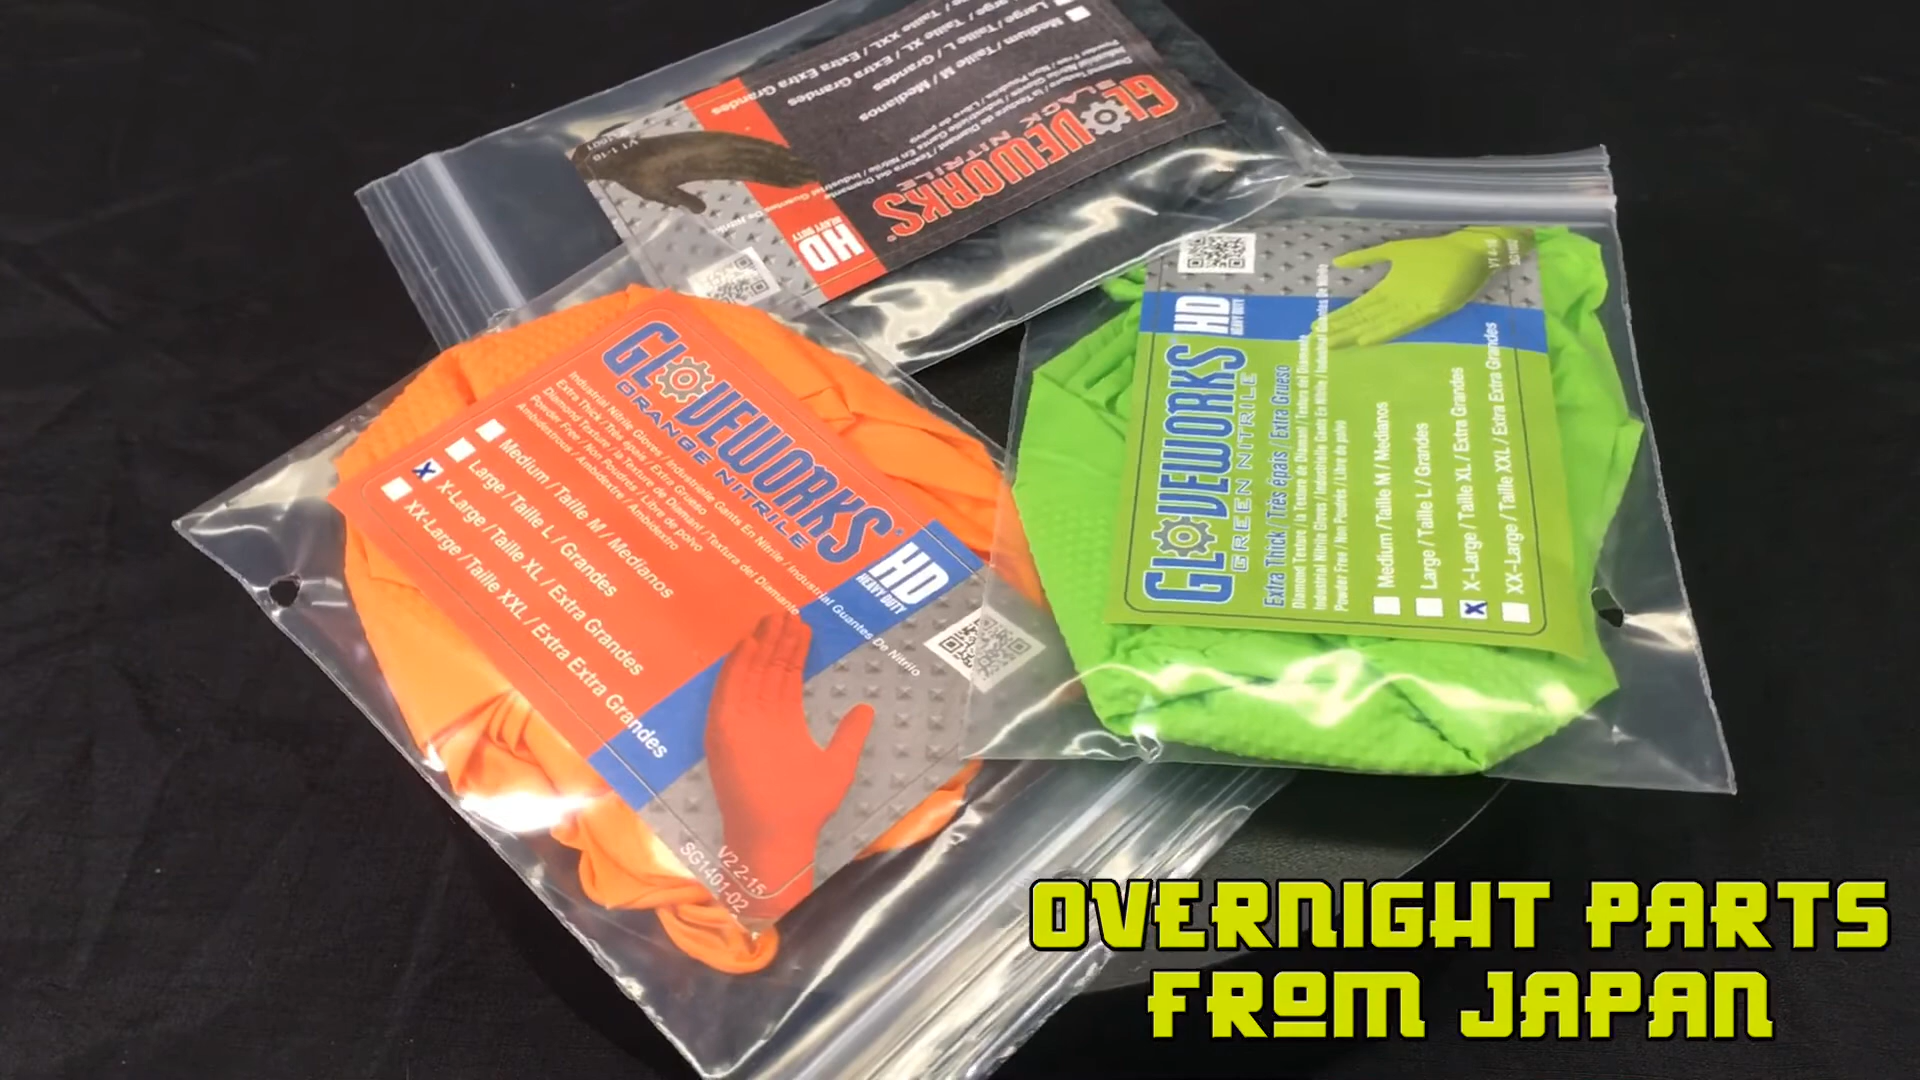 GLOVEWORKS
BLACK NITRILE
HD
HEAVY DUTY
Medium / Taille M / Medianos
Large / Taille L / Grandes
/ Taille XL / Extra Grandes
/ Taille XXL / Extra Extra Grandes
GLOVEWORKS®
ORANGE NITRILE
HD
HEAVY DUTY
Industrial Nitrile Gloves / Industrielle Gants En Nitrile / Industrial Guantes De Nitrilo
Extra Thick / Très épais / Extra Grueso
Diamond Texture / la Texture de Diamant / Textura del Diamante
Powder Free / Non Poudrés / Libre de polvo
Ambidextrous / Ambidextre / Ambidextro
Medium / Taille M / Medianos
Large / Taille L / Grandes
X X-Large / Taille XL / Extra Grandes
XX-Large / Taille XXL / Extra Extra Grandes
V2 2-15
SG1401-02
GLOVEWORKS
GREEN NITRILE
HD
HEAVY DUTY
Extra Thick / Très épais / Extra Grueso
Diamond Texture / la Texture de Diamant / Textura del Diamante
Industrial Nitrile Gloves / Industrielle Gants En Nitrile / Industrial Guantes De Nitrilo
Powder Free / Non Poudrés / Libre de polvo
Medium / Taille M / Medianos
Large / Taille L / Grandes
X X-Large / Taille XL / Extra Grandes
XX-Large / Taille XXL / Extra Extra Grandes
OVERNIGHT PARTS
FROM JAPAN